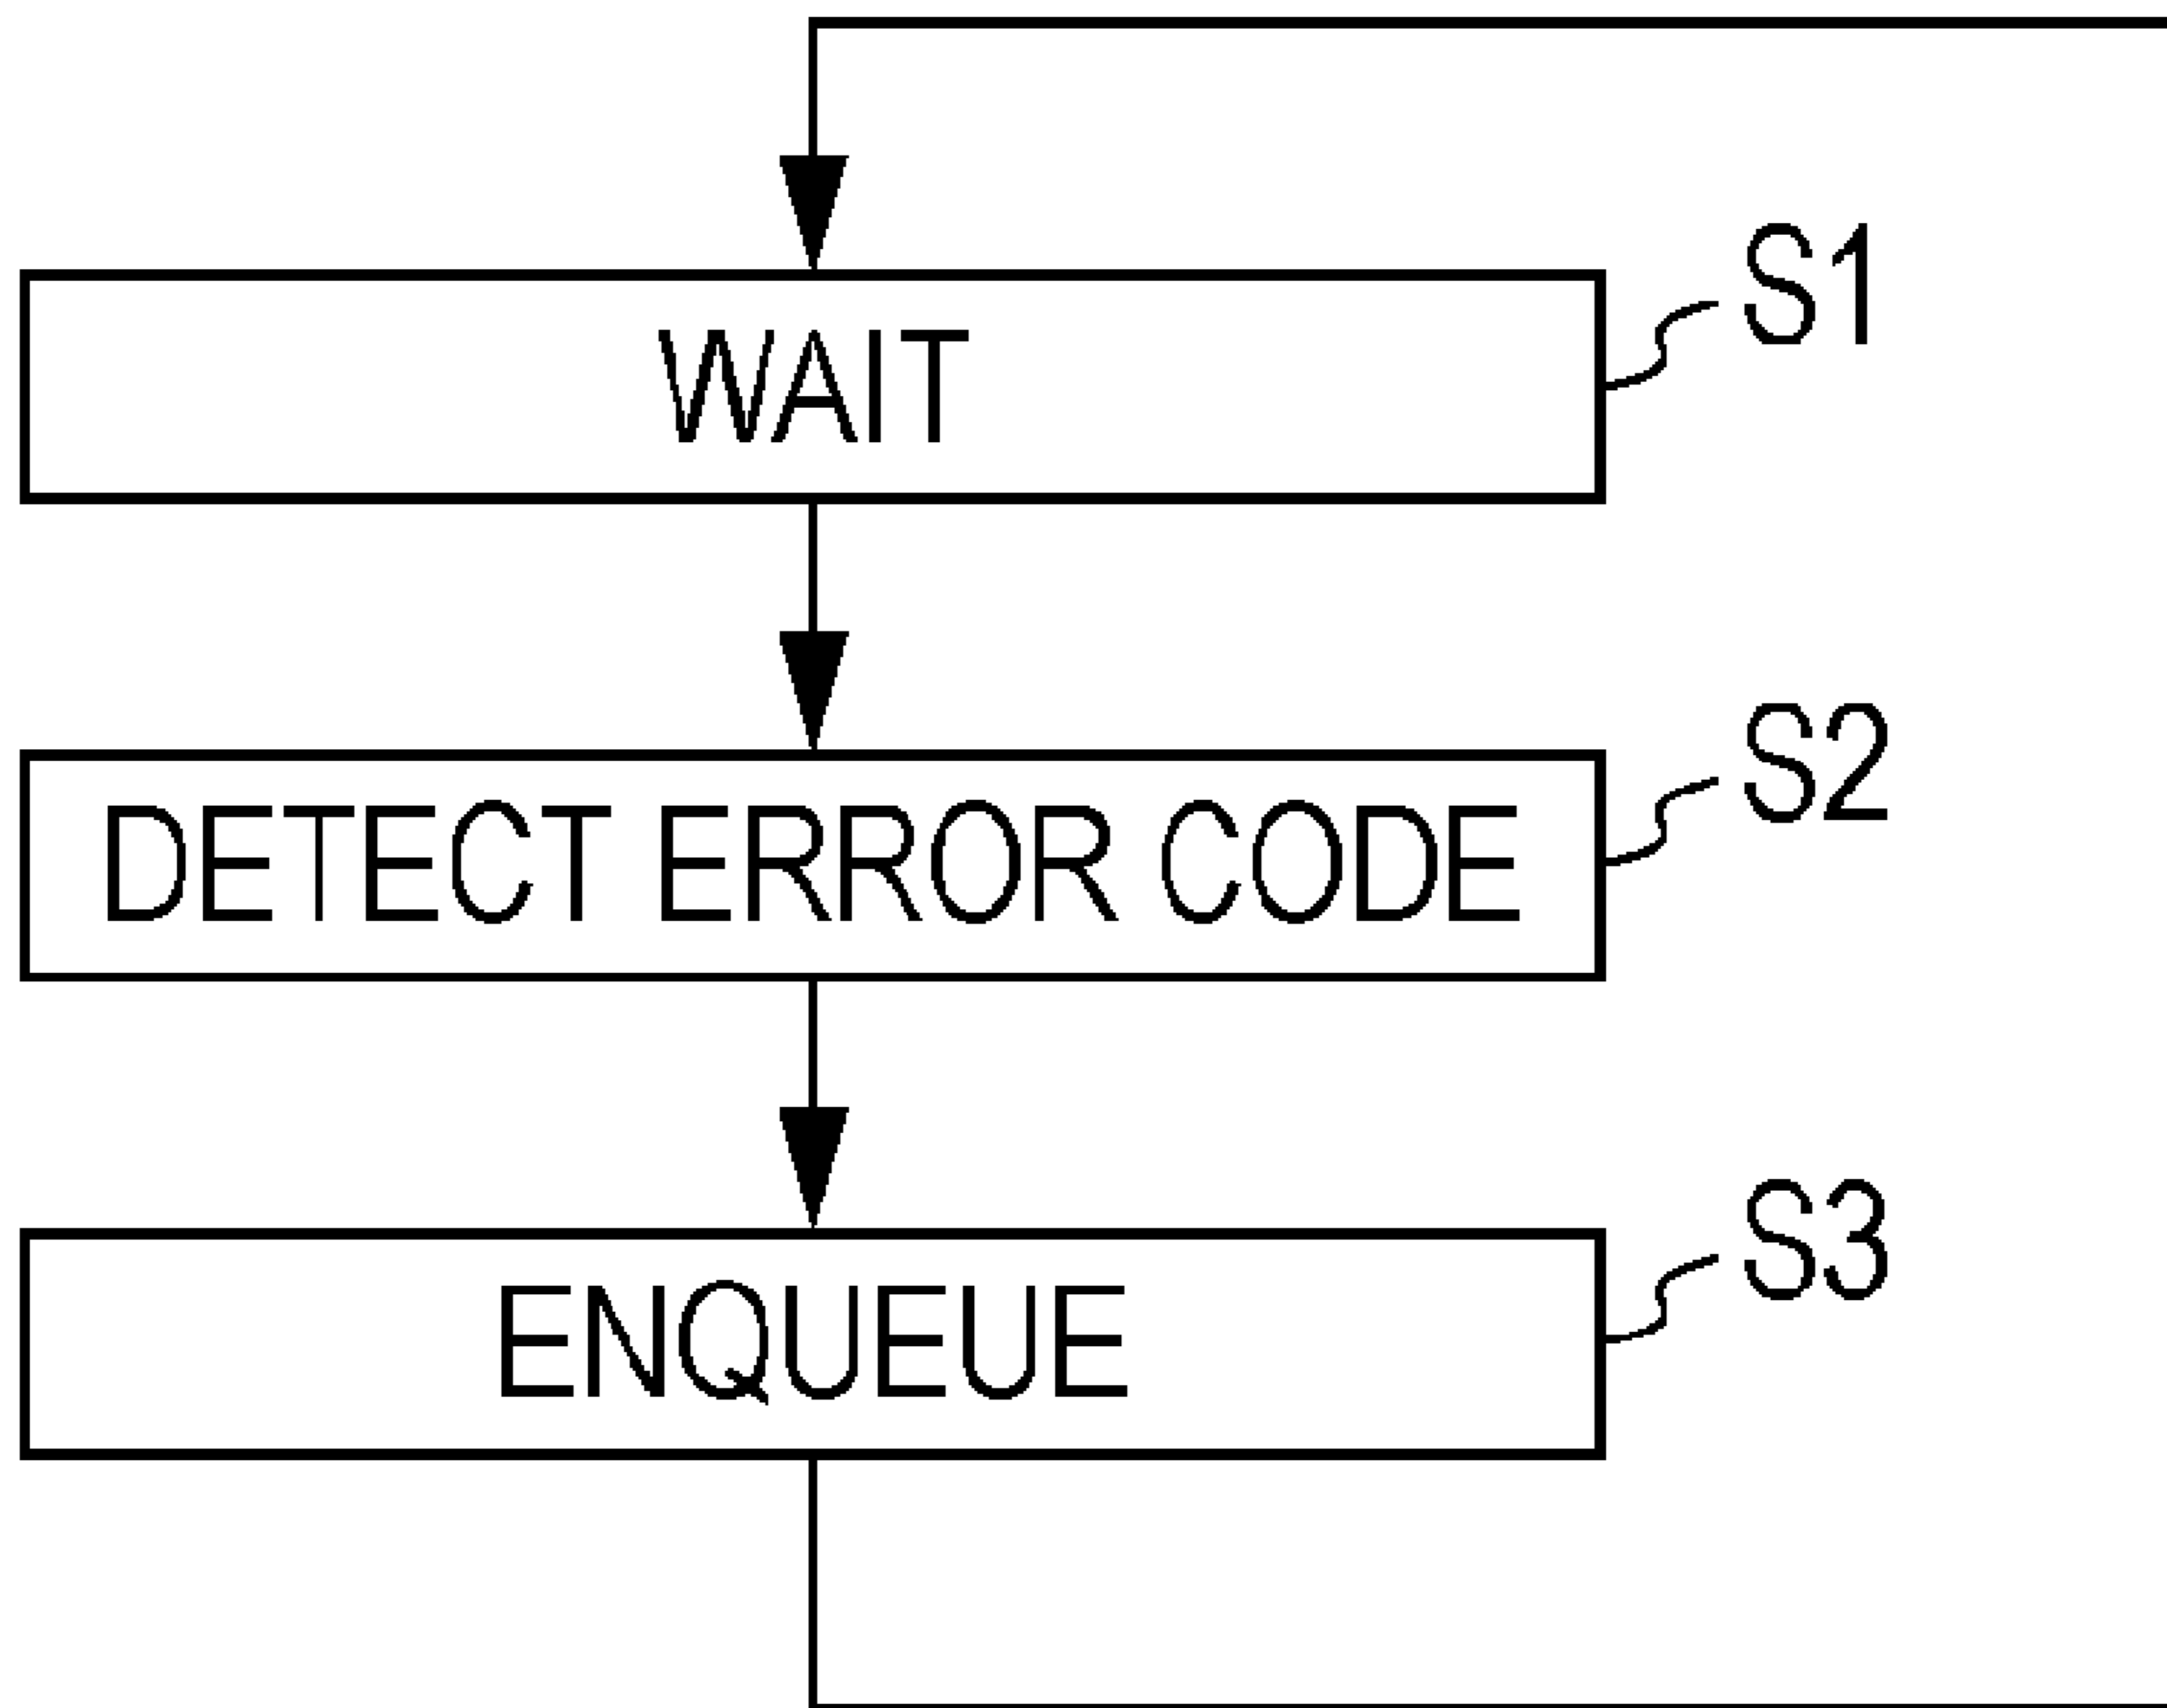 S1
WAIT
S2
DETECT ERROR CODE
S3
ENQUEUE